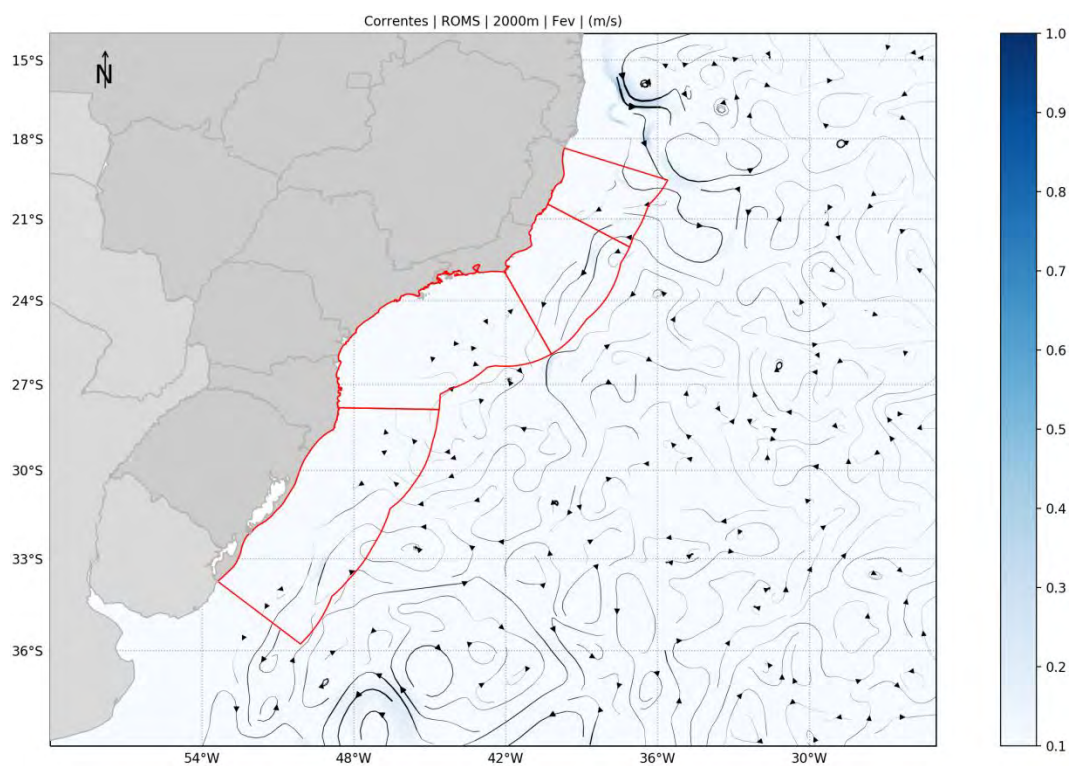 Correntes | ROMS | 2000m | Fev | (m/s)
N
15°S
18°S
21°S
24°S
27°S
30°S
33°S
36°S
54°W
48°W
42°W
36°W
30°W
1.0
0.9
0.8
0.7
0.6
0.5
0.4
0.3
0.2
0.1